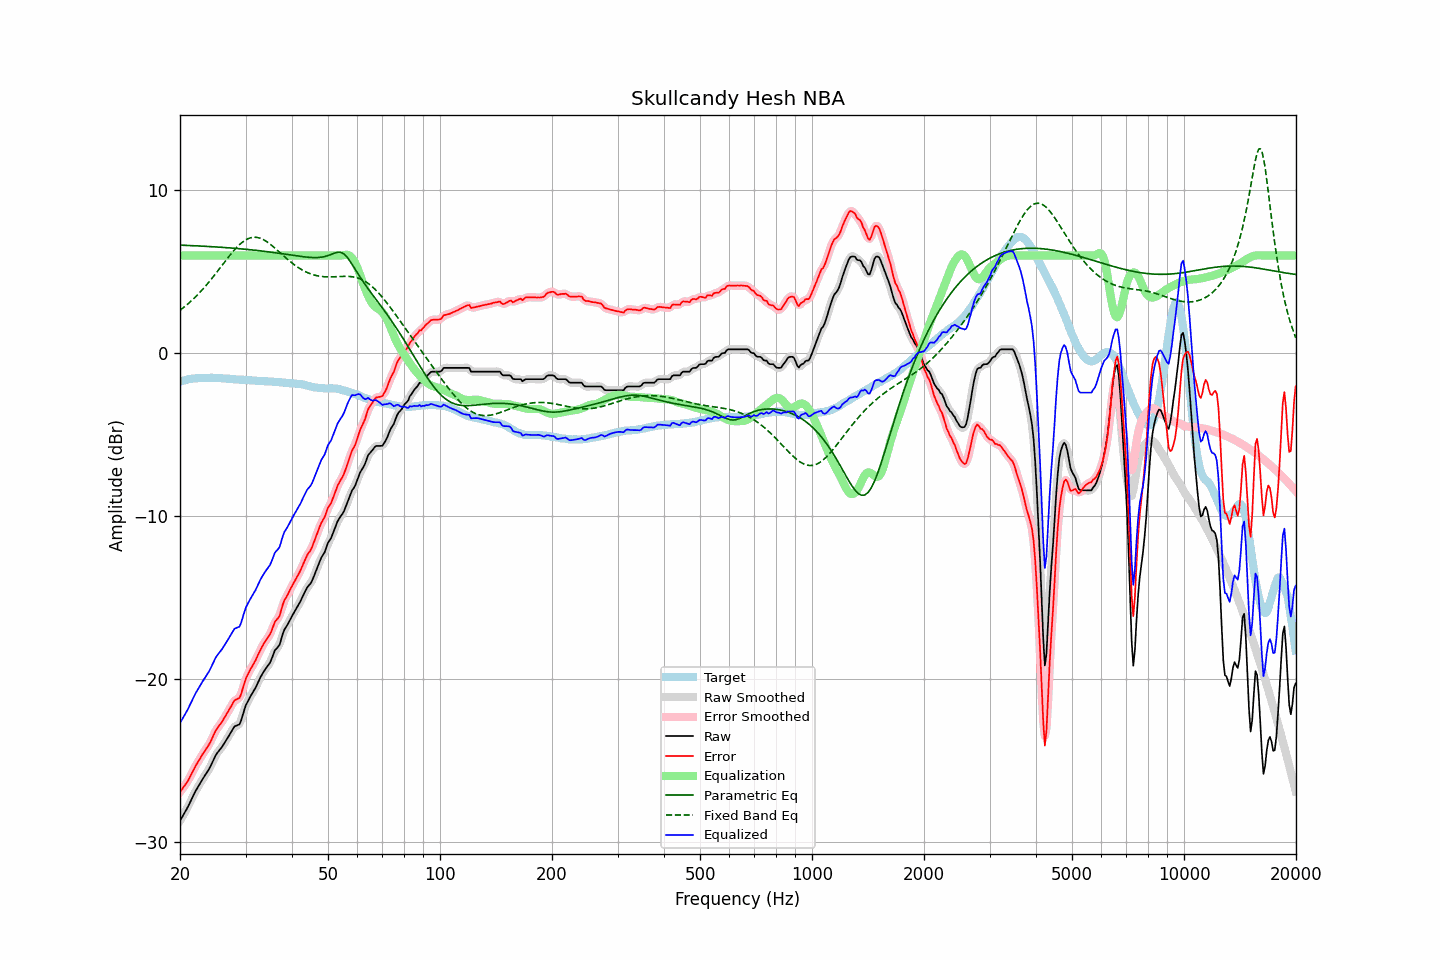 Skullcandy Hesh NBA
Amplitude (dBr)
10
0
−10
−20
−30
Target
Raw Smoothed
Error Smoothed
Raw
Error
Equalization
Parametric Eq
Fixed Band Eq
Equalized
20 50 100 200 500 1000 2000 5000 10000 20000
Frequency (Hz)